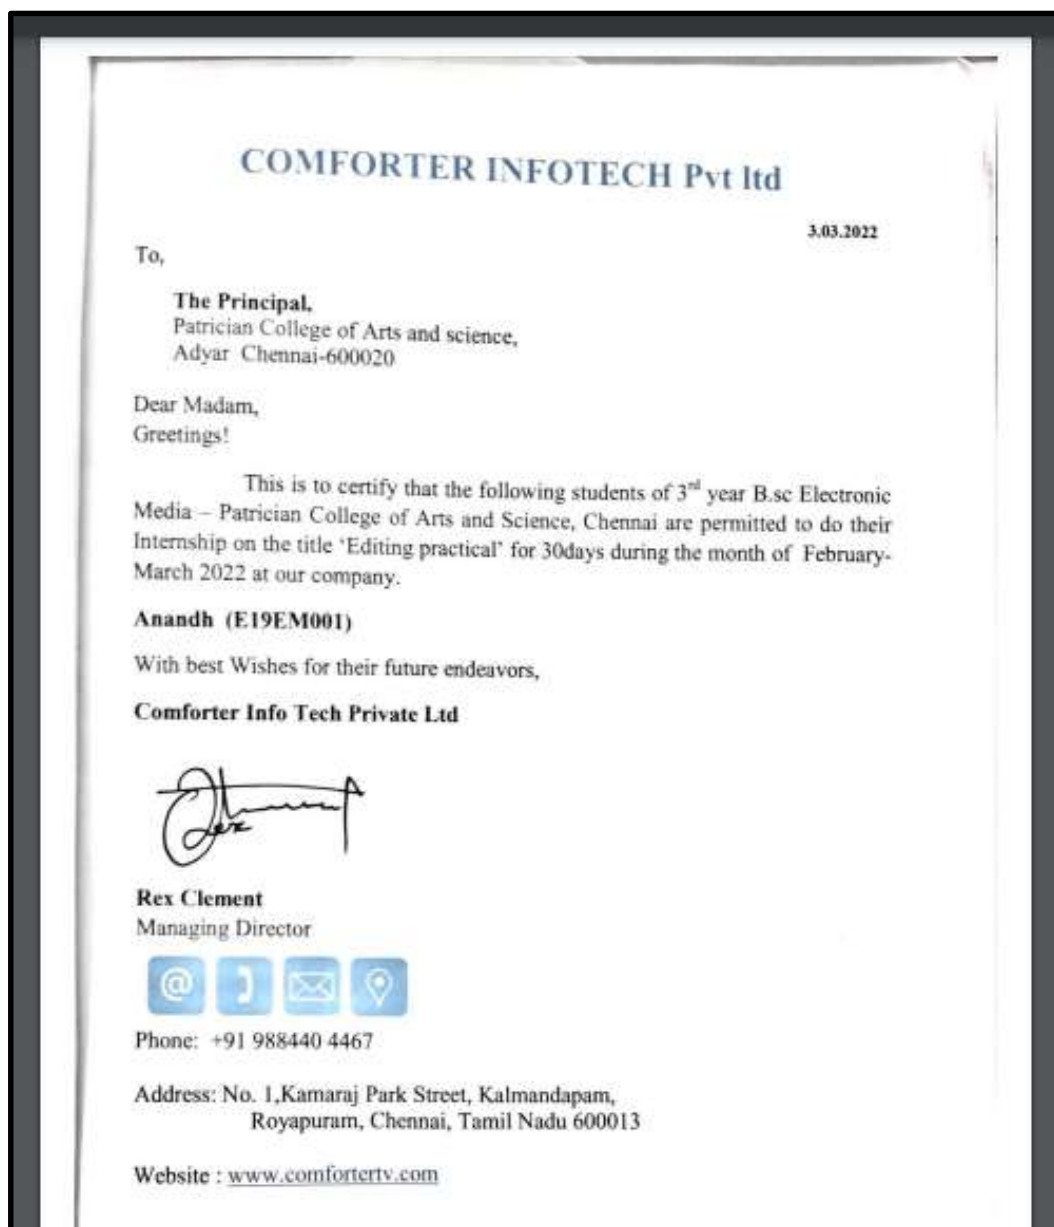 COMFORTER INFOTECH Pvt ltd
3.03.2022
To,
The Principal,
Patrician College of Arts and science,
Adyar Chennai-600020
Dear Madam,
Greetings!
This is to certify that the following students of 3rd year B.sc Electronic
Media – Patrician College of Arts and Science, Chennai are permitted to do their
Internship on the title 'Editing practical' for 30days during the month of February-
March 2022 at our company.
Anandh (E19EM001)
With best Wishes for their future endeavors,
Comforter Info Tech Private Ltd
Rex
Rex Clement
Managing Director
@
Phone: +91 988440 4467
Address: No. 1,Kamaraj Park Street, Kalmandapam,
Royapuram, Chennai, Tamil Nadu 600013
Website : www.comfortertv.com